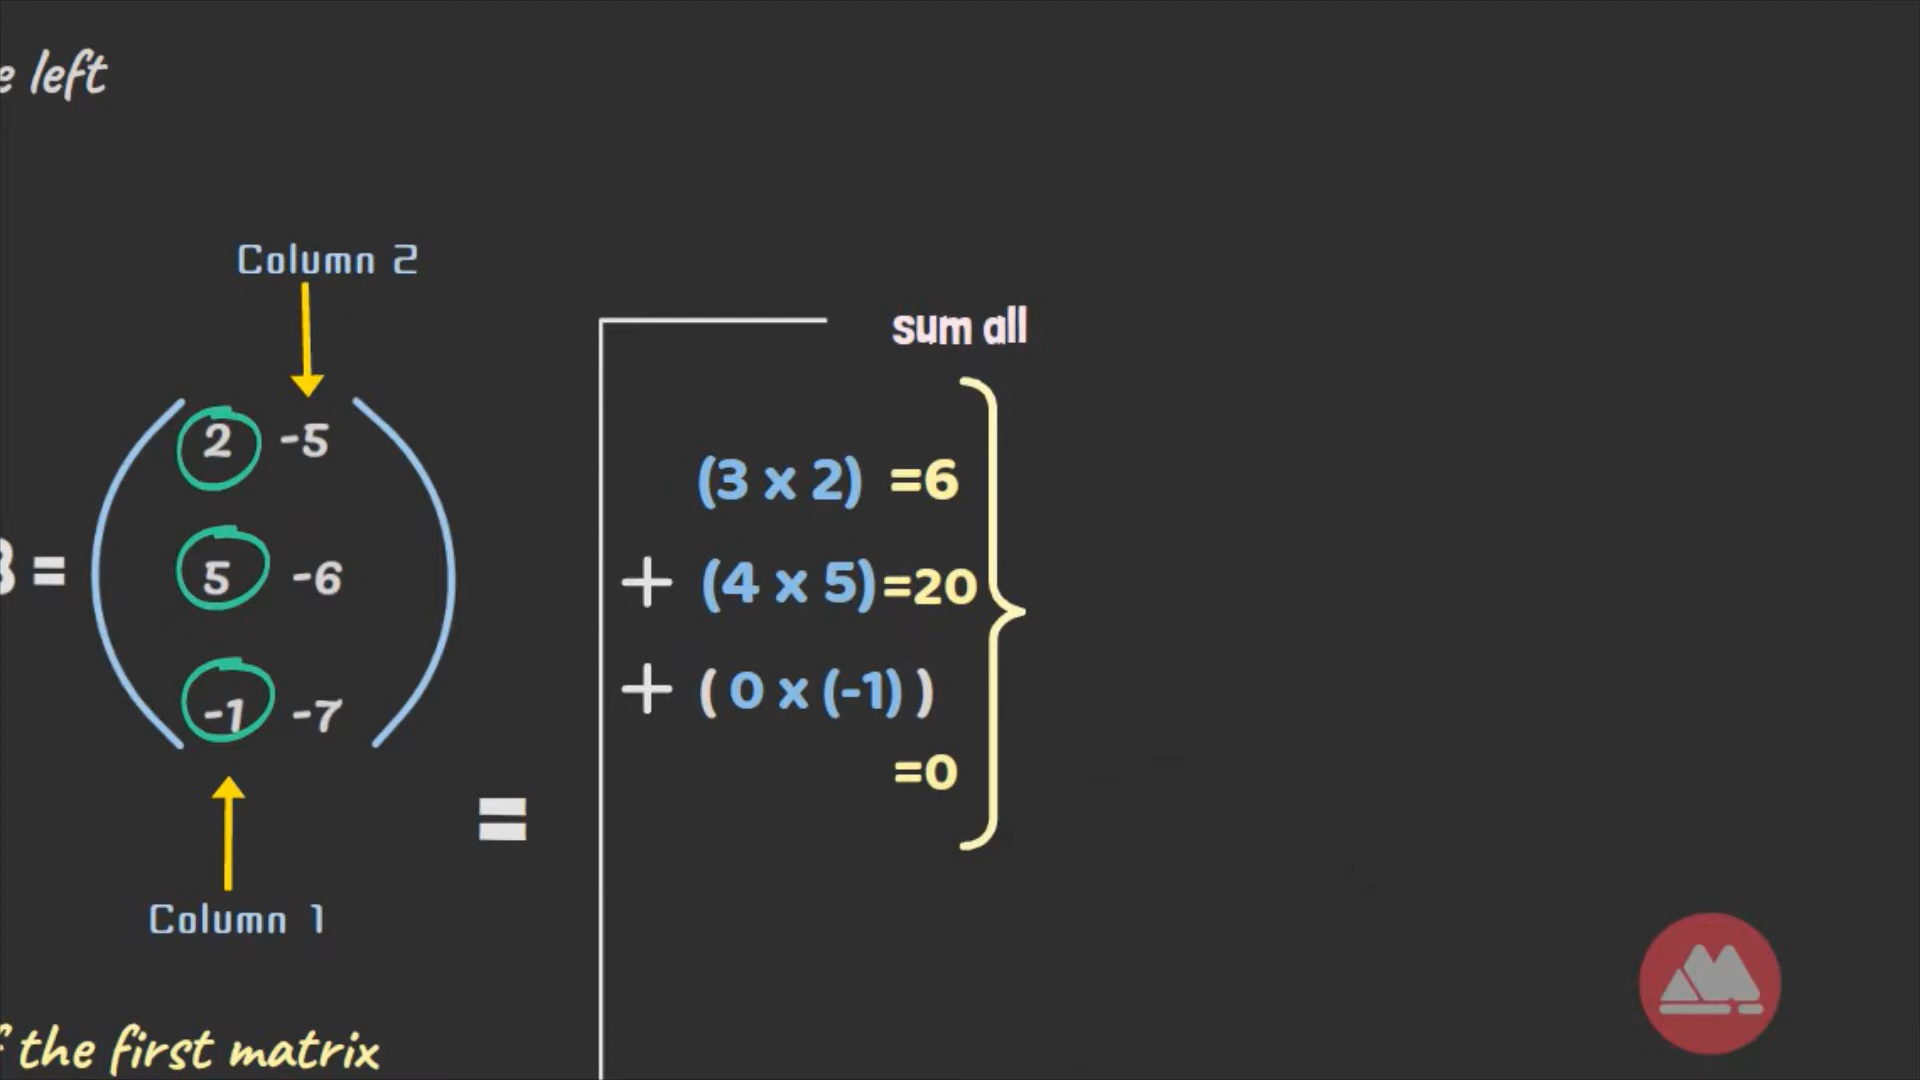 left
Column 2
sum all
2 -5
(3 x 2) =6
=
5 -6
+ (4 x 5) =20
-1 -7
+ ( 0 x (-1) )
=0
=
Column 1
the first matrix